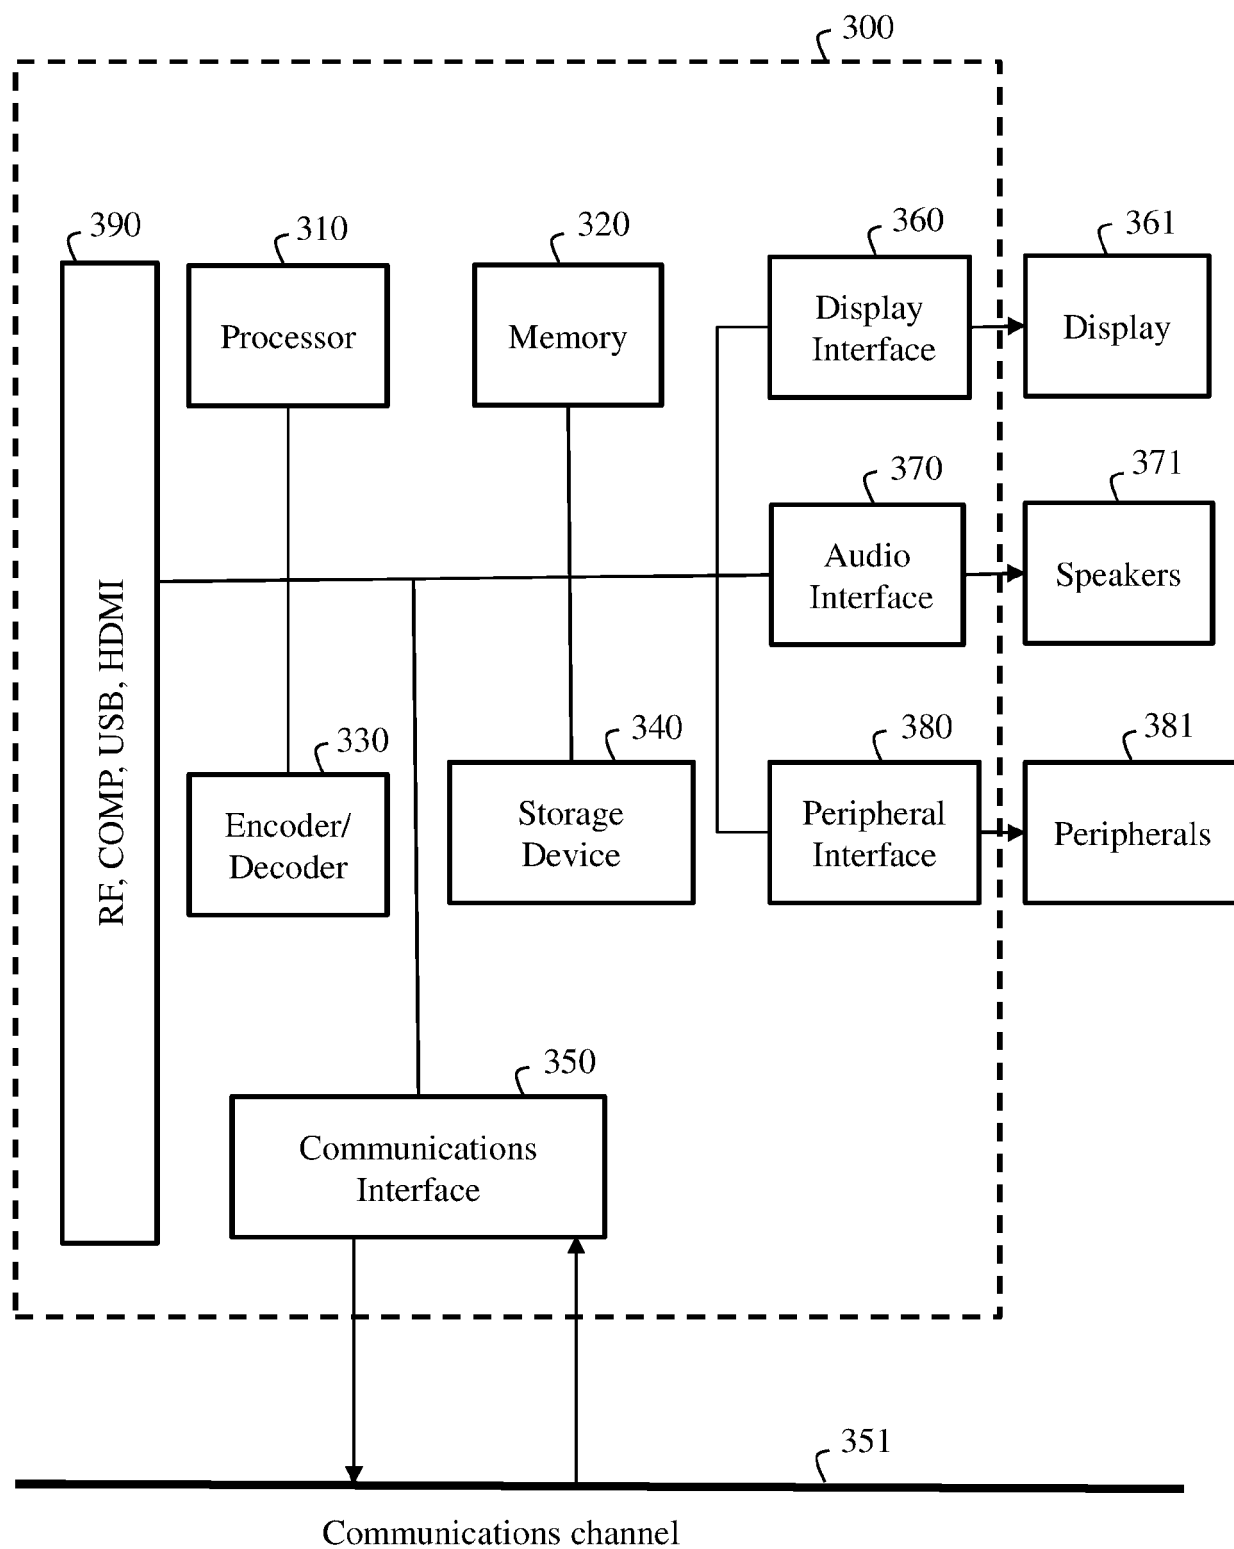 300
390
310
320
360
361
Processor
Memory
Display
Interface
Display
370
371
Audio
Interface
Speakers
RF, COMP, USB, HDMI
330
340
380
381
Encoder/
Decoder
Storage
Device
Peripheral
Interface
Peripherals
350
Communications
Interface
351
Communications channel